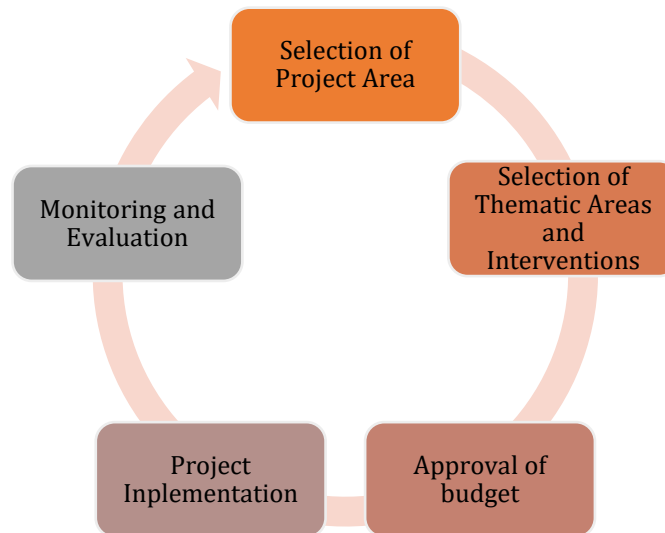 Selection of
Project Area
Selection of
Thematic Areas
and
Interventions
Approval of
budget
Project
Inplementation
Monitoring and
Evaluation